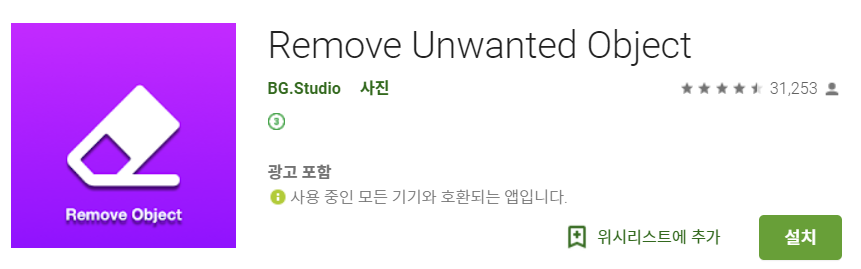 Remove Unwanted Object
BG.Studio 사진
31,253
3
광고 포함
사용 중인 모든 기기와 호환되는 앱입니다.
위시리스트에 추가
설치
Remove Object